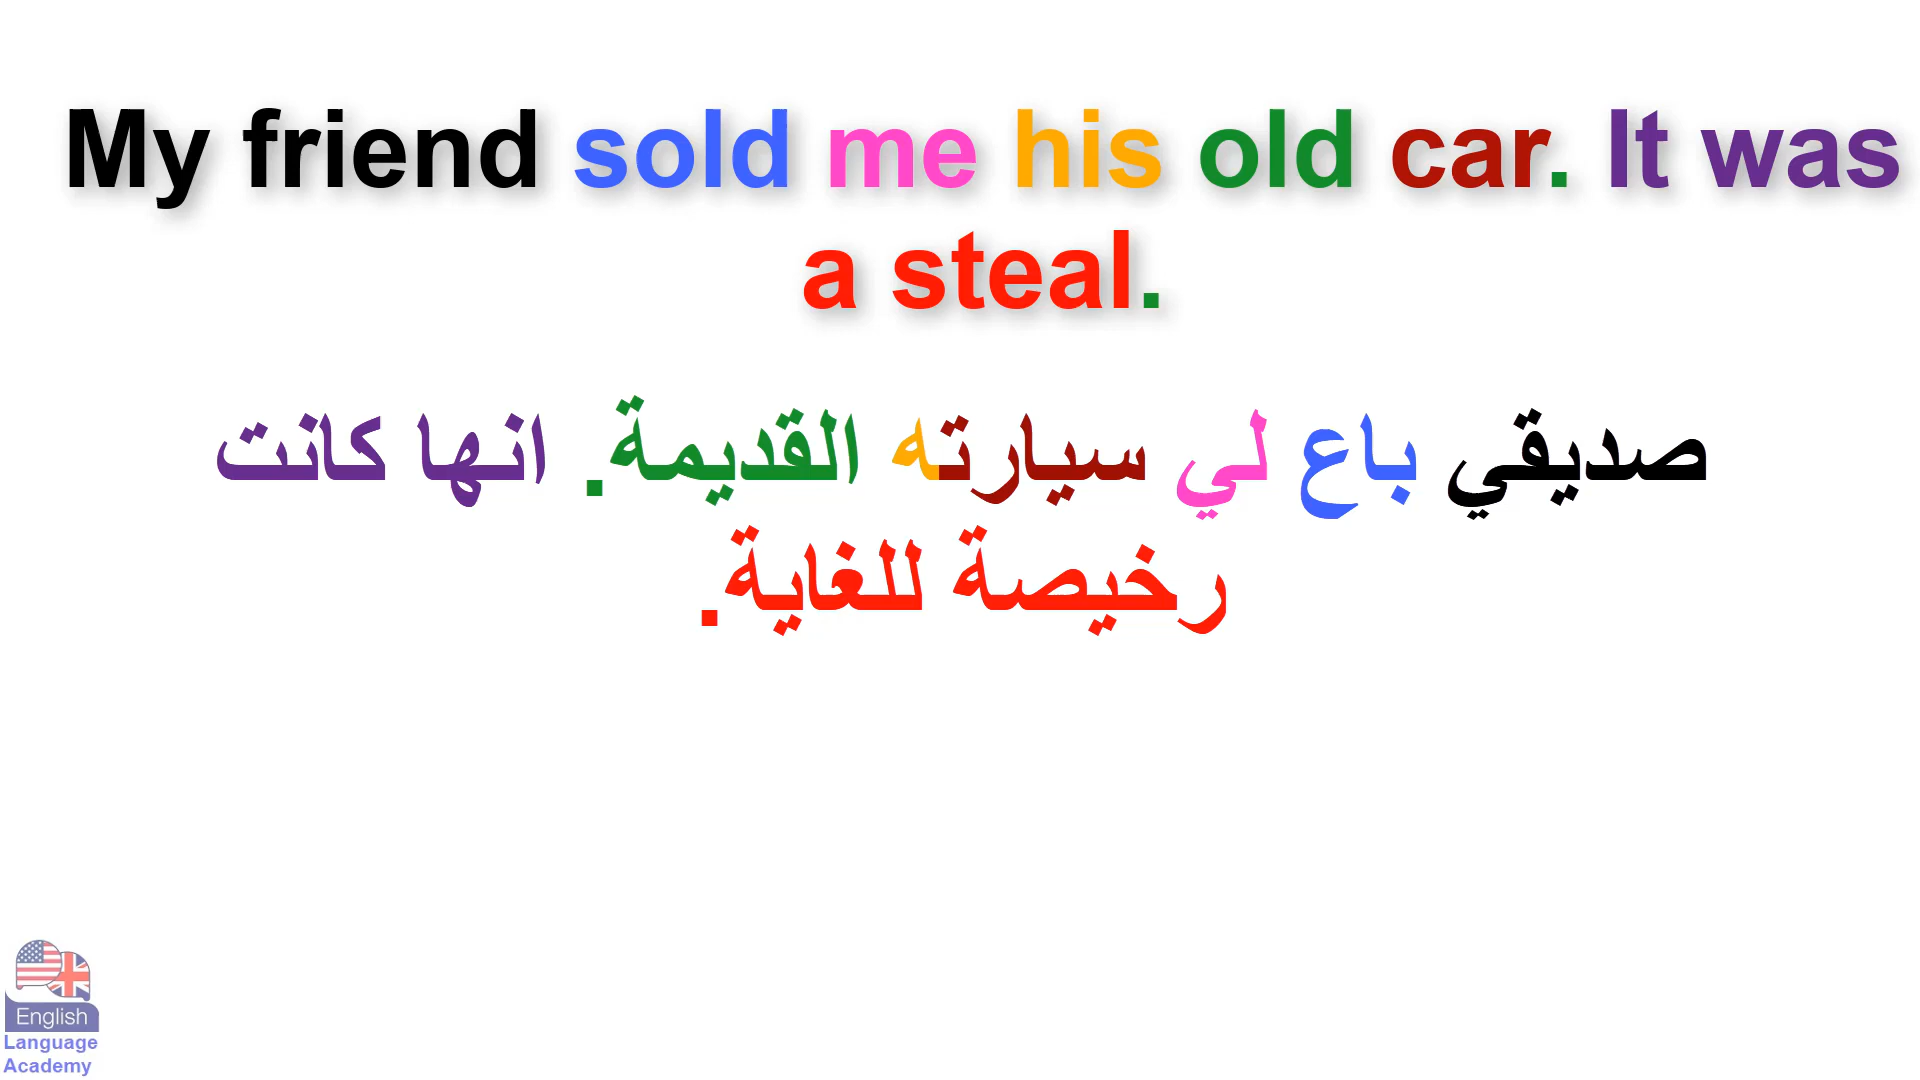 My friend sold me his old car. It was
a steal.
صديقي باع لي سيارته القديمة. انها كانت
رخيصة للغاية.
English
Language
Academy